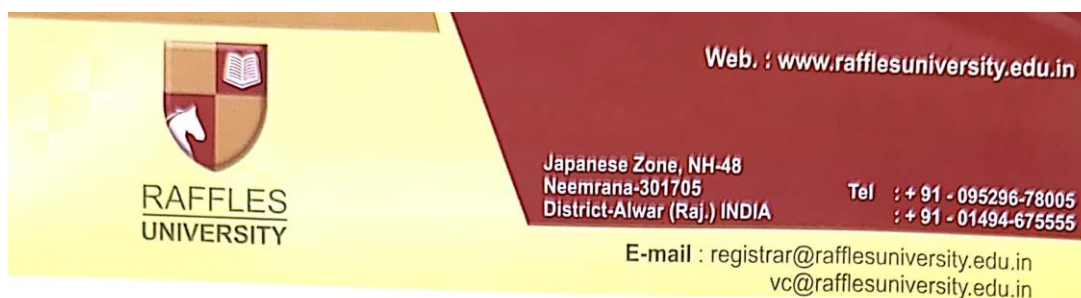 RAFFLES
UNIVERSITY
Web. : www.rafflesuniversity.edu.in
Japanese Zone, NH-48
Neemrana-301705
District-Alwar (Raj.) INDIA
Tel : + 91 - 095296-78005
: + 91 - 01494-675555
E-mail : registrar@rafflesuniversity.edu.in
vc@rafflesuniversity.edu.in